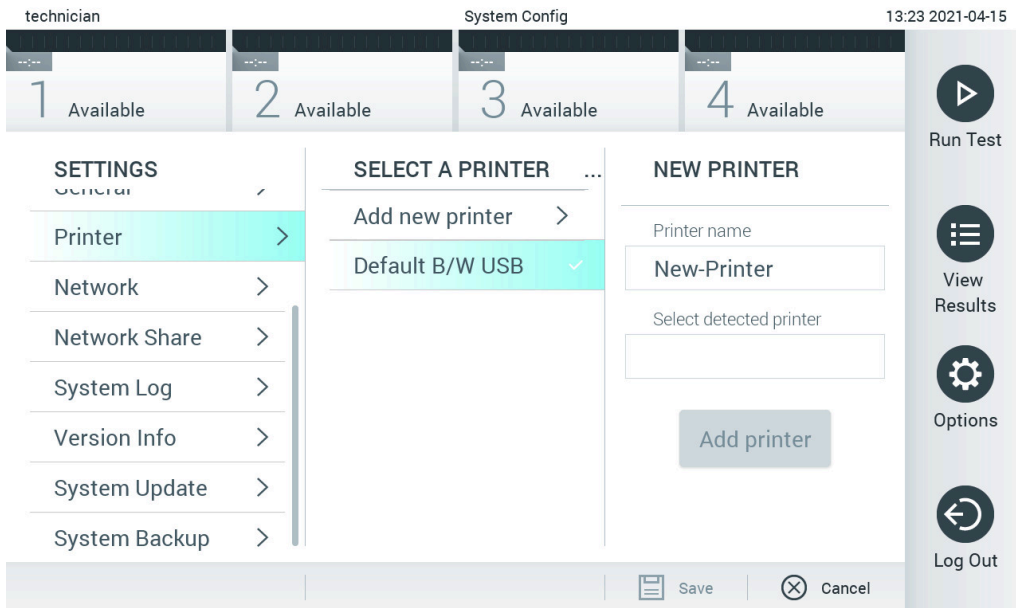 technician System Config 13:23 2021-04-15
--:-- --:-- --:-- --:--
1 Available 2 Available 3 Available 4 Available
Run Test
SETTINGS
General
Printer
Network
Network Share
System Log
Version Info
System Update
System Backup
SELECT A PRINTER ...
Add new printer
Default B/W USB
NEW PRINTER
Printer name
New-Printer
Select detected printer
Add printer
View
Results
Options
Log Out
Save Cancel